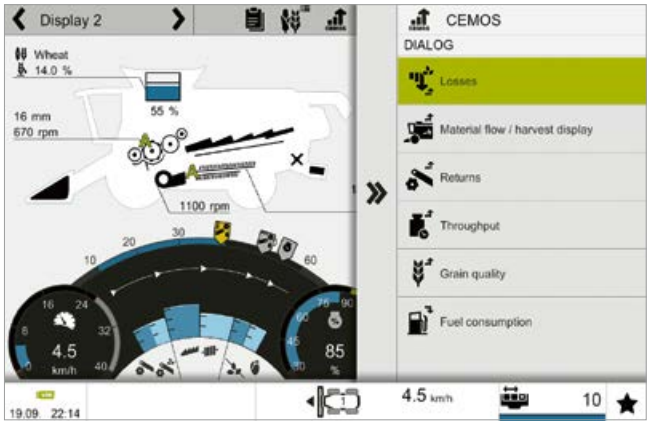 Display 2
CEMOS
Wheat
14.0 %
55 %
16 mm
670 rpm
1100 rpm
10
20
30
60
8
16
24
32
40
4.5
km/h
45
60
75
90
%
85
%
CEMOS
DIALOG
Losses
Material flow / harvest display
Returns
Throughput
Grain quality
Fuel consumption
19.09. 22:14
1
4.5 km/h
10